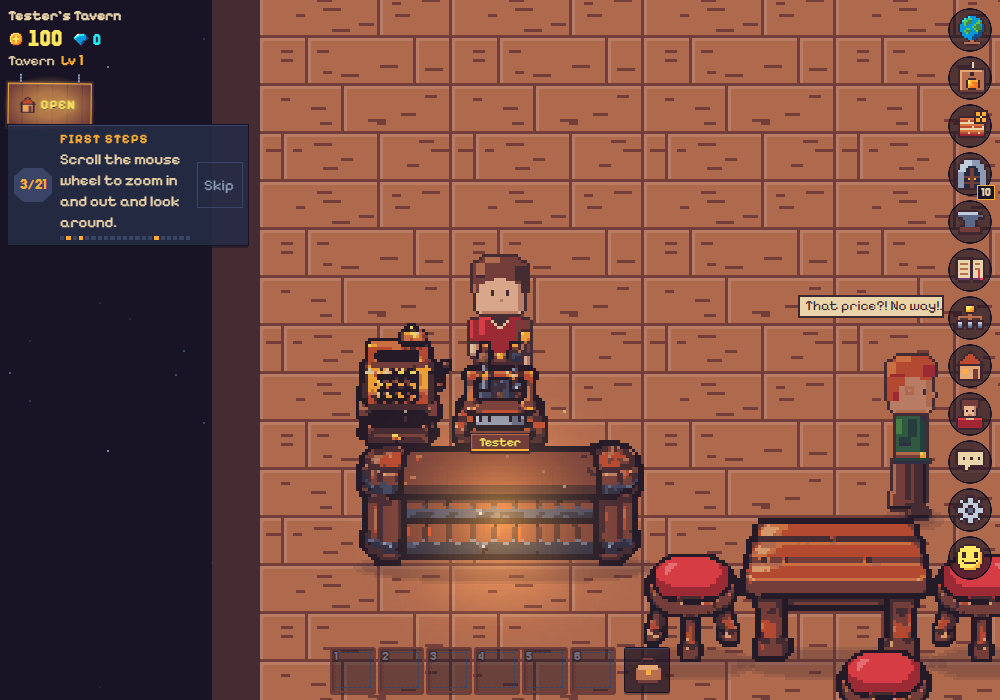 Tester's Tavern
100 0
Tavern Lv 1
OPEN
FIRST STEPS
3/21
Scroll the mouse
wheel to zoom in
and out and look
around.
Skip
10
That price?! No way!
Tester
1 2 3 4 5 6